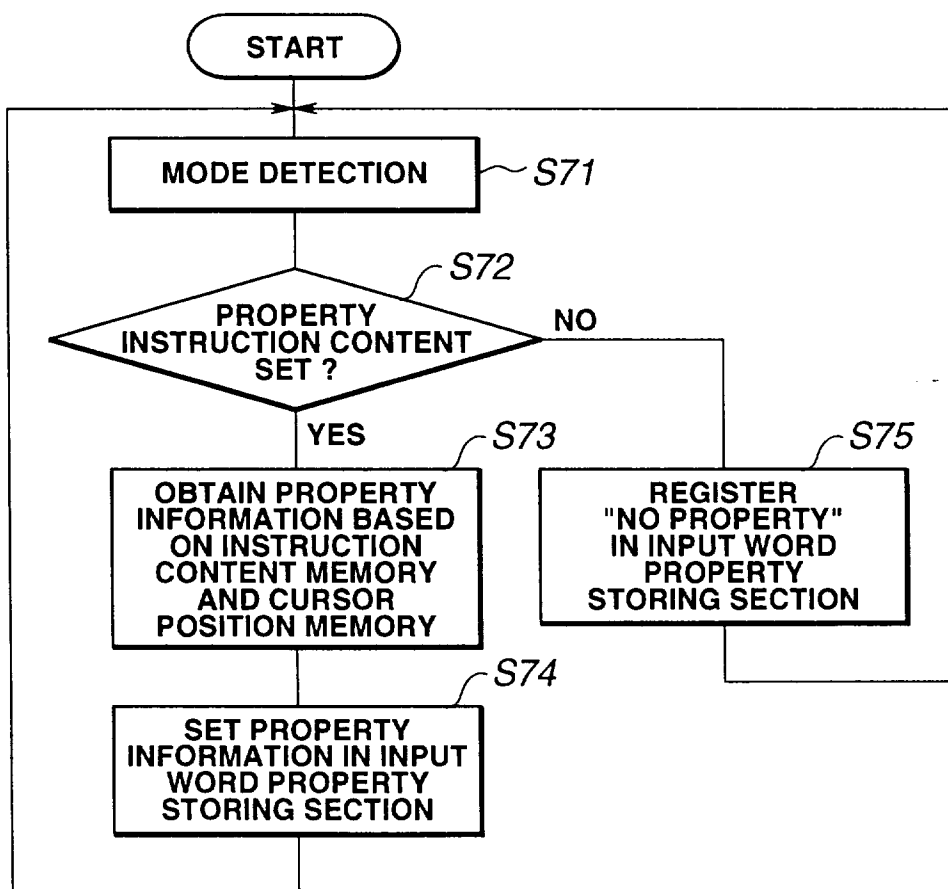 START
MODE DETECTION
S71
S72
PROPERTY
INSTRUCTION CONTENT
SET ?
NO
YES
S73
OBTAIN PROPERTY
INFORMATION BASED
ON INSTRUCTION
CONTENT MEMORY
AND CURSOR
POSITION MEMORY
S75
REGISTER
"NO PROPERTY"
IN INPUT WORD
PROPERTY
STORING SECTION
S74
SET PROPERTY
INFORMATION IN INPUT
WORD PROPERTY
STORING SECTION